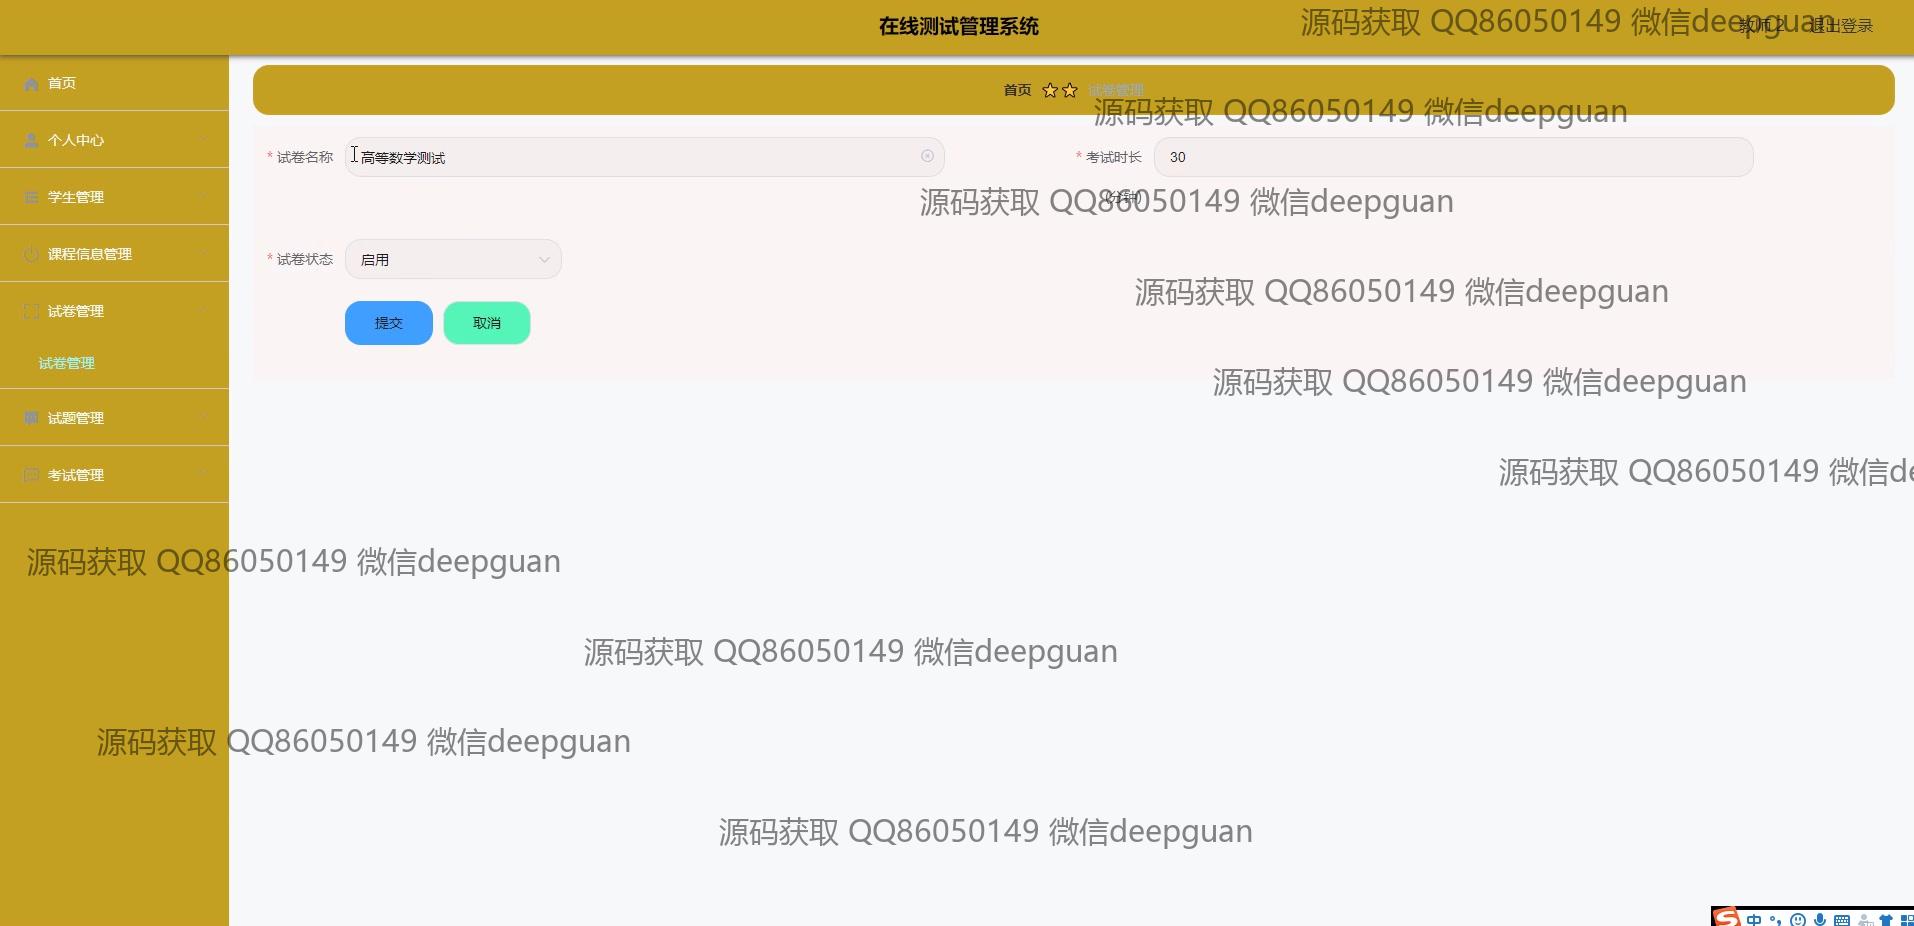 在线测试管理系统
源码获取 QQ86050149 微信deepguan
教师 2 退出登录
首页
首页 试卷管理
源码获取 QQ86050149 微信deepguan
个人中心
* 试卷名称 高等数学测试 * 考试时长 30
学生管理
(分钟)
源码获取 QQ86050149 微信deepguan
课程信息管理
* 试卷状态 启用
源码获取 QQ86050149 微信deepguan
试卷管理
提交 取消
试卷管理
源码获取 QQ86050149 微信deepguan
试题管理
考试管理
源码获取 QQ86050149 微信de
源码获取 QQ86050149 微信deepguan
源码获取 QQ86050149 微信deepguan
源码获取 QQ86050149 微信deepguan
源码获取 QQ86050149 微信deepguan
中